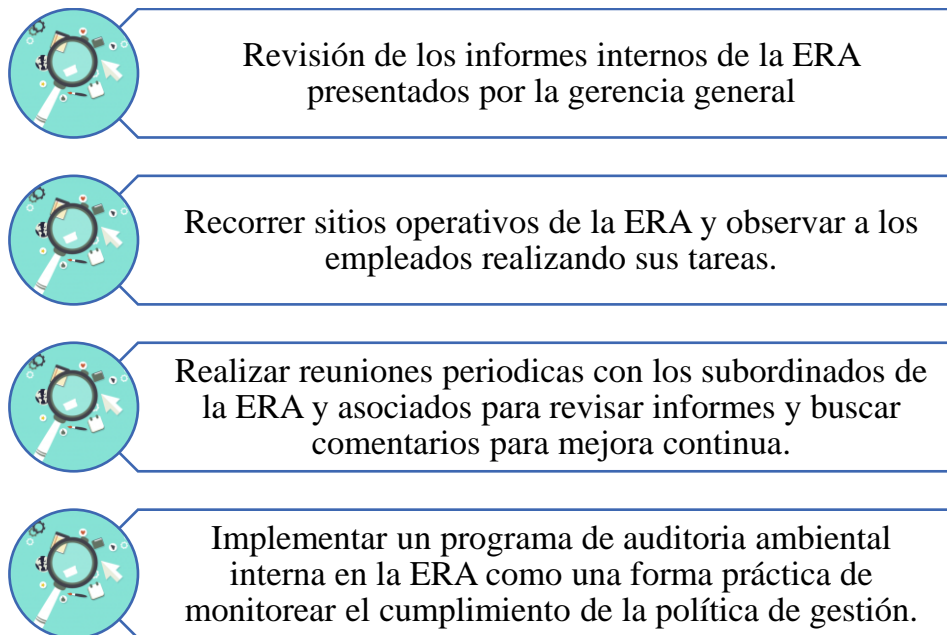 Revisión de los informes internos de la ERA
presentados por la gerencia general
Recorrer sitios operativos de la ERA y observar a los
empleados realizando sus tareas.
Realizar reuniones periodicas con los subordinados de
la ERA y asociados para revisar informes y buscar
comentarios para mejora continua.
Implementar un programa de auditoria ambiental
interna en la ERA como una forma práctica de
monitorear el cumplimiento de la política de gestión.